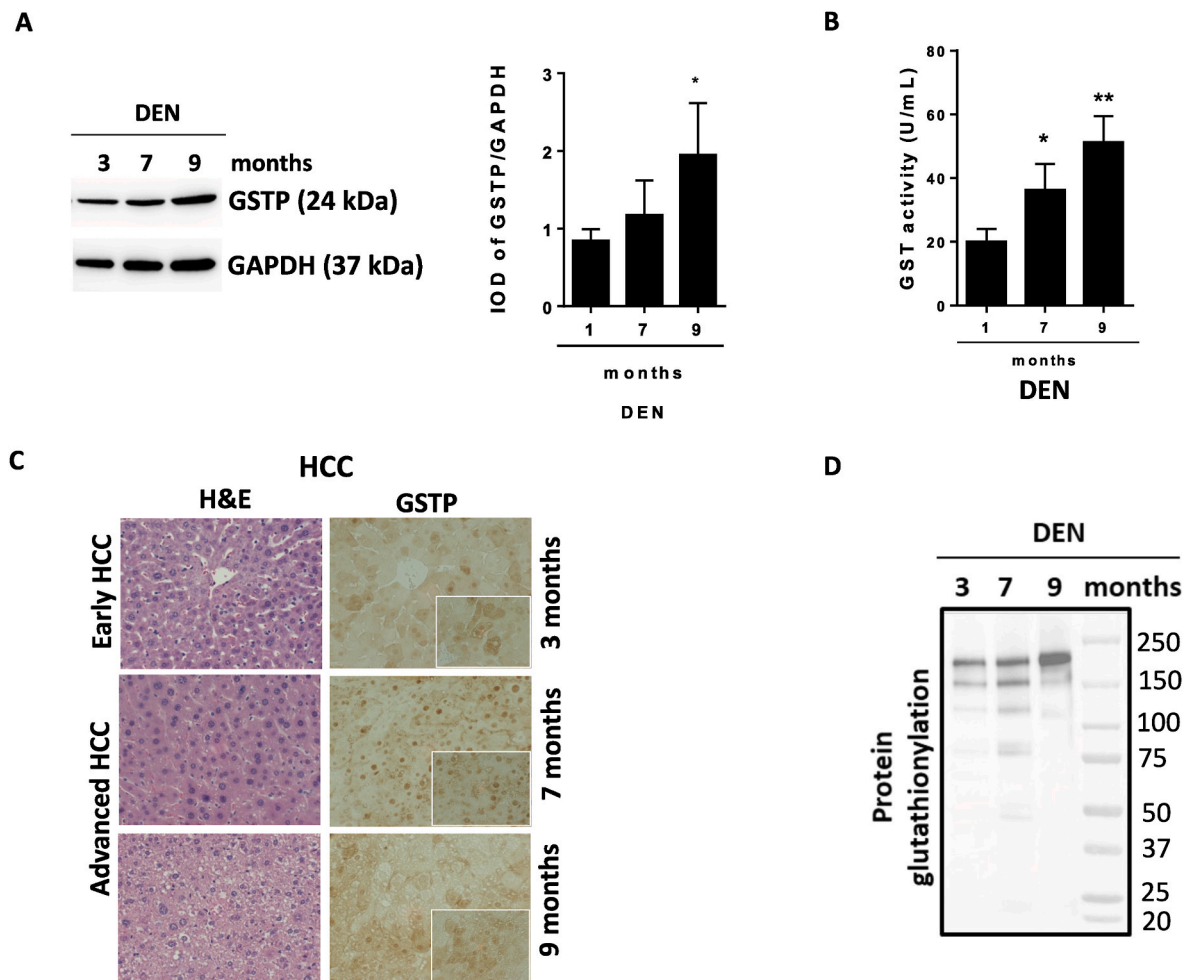 A
DEN
3 7 9 months
GSTP (24 kDa)
GAPDH (37 kDa)
IOD of GSTP/GAPDH
3
2
1
0
*
1 7 9
months
DEN
B
GST activity (U/mL)
80
60
40
20
0
*
**
1 7 9
months
DEN
C
HCC
H&E GSTP
Early HCC
3 months
Advanced HCC
7 months
9 months
D
DEN
3 7 9 months
Protein
glutathionylation
250
150
100
75
50
37
25
20